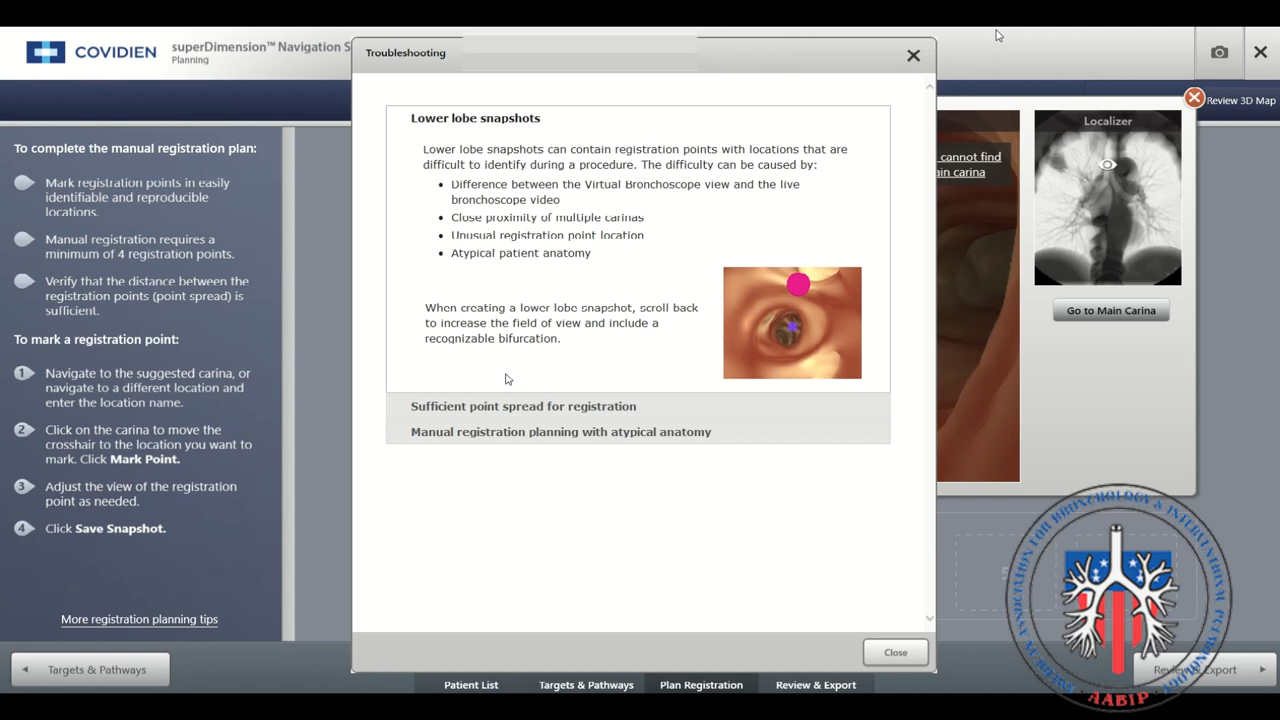 COVIDIEN
superDimension™ Navigation S
Planning
Troubleshooting
Review 3D Map
To complete the manual registration plan:
Mark registration points in easily
identifiable and reproducible
locations.
Manual registration requires a
minimum of 4 registration points.
Verify that the distance between the
registration points (point spread) is
sufficient.
To mark a registration point:
1 Navigate to the suggested carina, or
navigate to a different location and
enter the location name.
2 Click on the carina to move the
crosshair to the location you want to
mark. Click Mark Point.
3 Adjust the view of the registration
point as needed.
4 Click Save Snapshot.
More registration planning tips
Lower lobe snapshots
Lower lobe snapshots can contain registration points with locations that are
difficult to identify during a procedure. The difficulty can be caused by:
• Difference between the Virtual Bronchoscope view and the live
bronchoscope video
• Close proximity of multiple carinas
• Unusual registration point location
• Atypical patient anatomy
When creating a lower lobe snapshot, scroll back
to increase the field of view and include a
recognizable bifurcation.
Sufficient point spread for registration
Manual registration planning with atypical anatomy
Close
cannot find
ain carina
Localizer
Go to Main Carina
Targets & Pathways
Patient List
Targets & Pathways
Plan Registration
Review & Export
AABIP